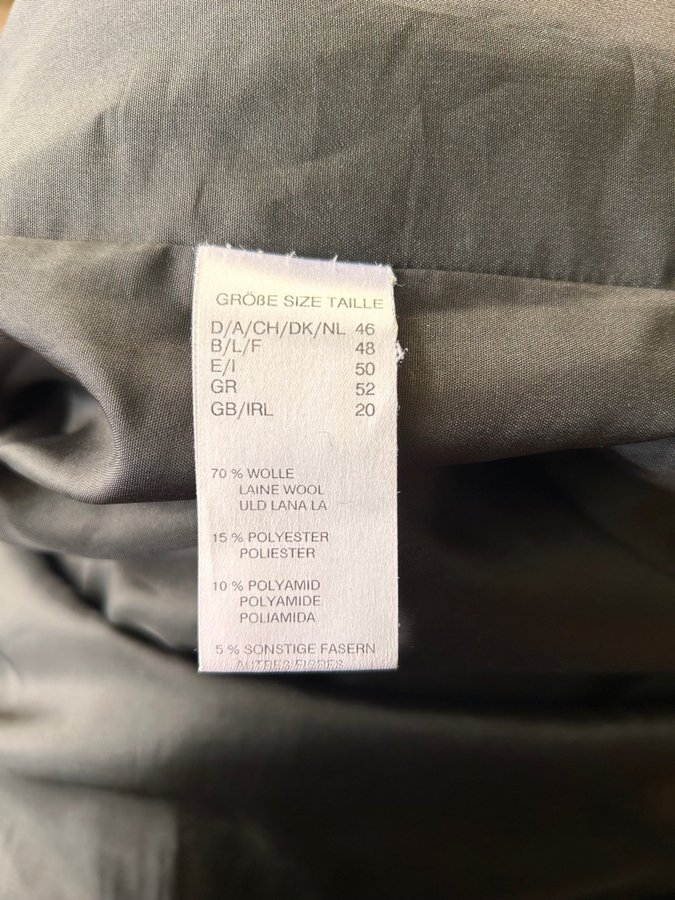 GRÖßE SIZE TAILLE
D/A/CH/DK/NL 46
B/L/F 48
E/I 50
GR 52
GB/IRL 20
70 % WOLLE
LAINE WOOL
ULD LANA LA
15 % POLYESTER
POLIESTER
10 % POLYAMID
POLYAMIDE
POLIAMIDA
5 % SONSTIGE FASERN